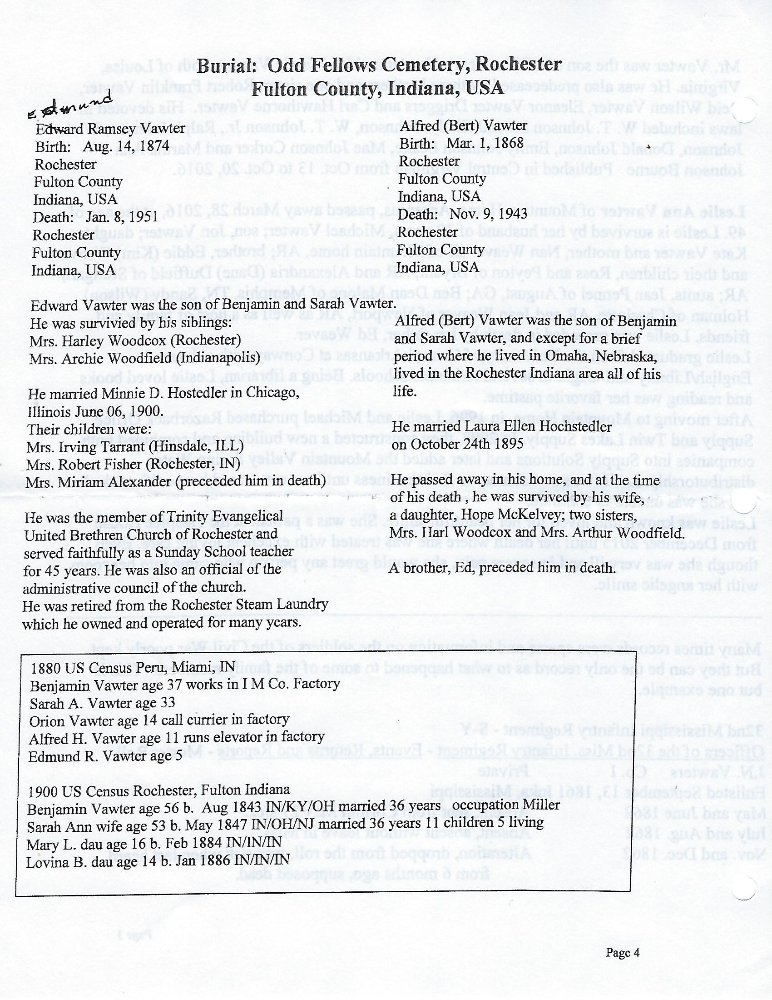 Burial: Odd Fellows Cemetery, Rochester
Fulton County, Indiana, USA
Edmund
Edward Ramsey Vawter
Birth: Aug. 14, 1874
Rochester
Fulton County
Indiana, USA
Death: Jan. 8, 1951
Rochester
Fulton County
Indiana, USA
Edward Vawter was the son of Benjamin and Sarah Vawter.
He was survivied by his siblings:
Mrs. Harley Woodcox (Rochester)
Mrs. Archie Woodfield (Indianapolis)
He married Minnie D. Hostedler in Chicago,
Illinois June 06, 1900.
Their children were:
Mrs. Irving Tarrant (Hinsdale, ILL)
Mrs. Robert Fisher (Rochester, IN)
Mrs. Miriam Alexander (preceeded him in death)
He was the member of Trinity Evangelical
United Brethren Church of Rochester and
served faithfully as a Sunday School teacher
for 45 years. He was also an official of the
administrative council of the church.
He was retired from the Rochester Steam Laundry
which he owned and operated for many years.
Alfred (Bert) Vawter
Birth: Mar. 1, 1868
Rochester
Fulton County
Indiana, USA
Death: Nov. 9, 1943
Rochester
Fulton County
Indiana, USA
Alfred (Bert) Vawter was the son of Benjamin
and Sarah Vawter, and except for a brief
period where he lived in Omaha, Nebraska,
lived in the Rochester Indiana area all of his
life.
He married Laura Ellen Hochstedler
on October 24th 1895
He passed away in his home, and at the time
of his death , he was survived by his wife,
a daughter, Hope McKelvey; two sisters,
Mrs. Harl Woodcox and Mrs. Arthur Woodfield.
A brother, Ed, preceded him in death.
1880 US Census Peru, Miami, IN
Benjamin Vawter age 37 works in I M Co. Factory
Sarah A. Vawter age 33
Orion Vawter age 14 call currier in factory
Alfred H. Vawter age 11 runs elevator in factory
Edmund R. Vawter age 5
1900 US Census Rochester, Fulton Indiana
Benjamin Vawter age 56 b. Aug 1843 IN/KY/OH married 36 years occupation Miller
Sarah Ann wife age 53 b. May 1847 IN/OH/NJ married 36 years 11 children 5 living
Mary L. dau age 16 b. Feb 1884 IN/IN/IN
Lovina B. dau age 14 b. Jan 1886 IN/IN/IN
Page 4